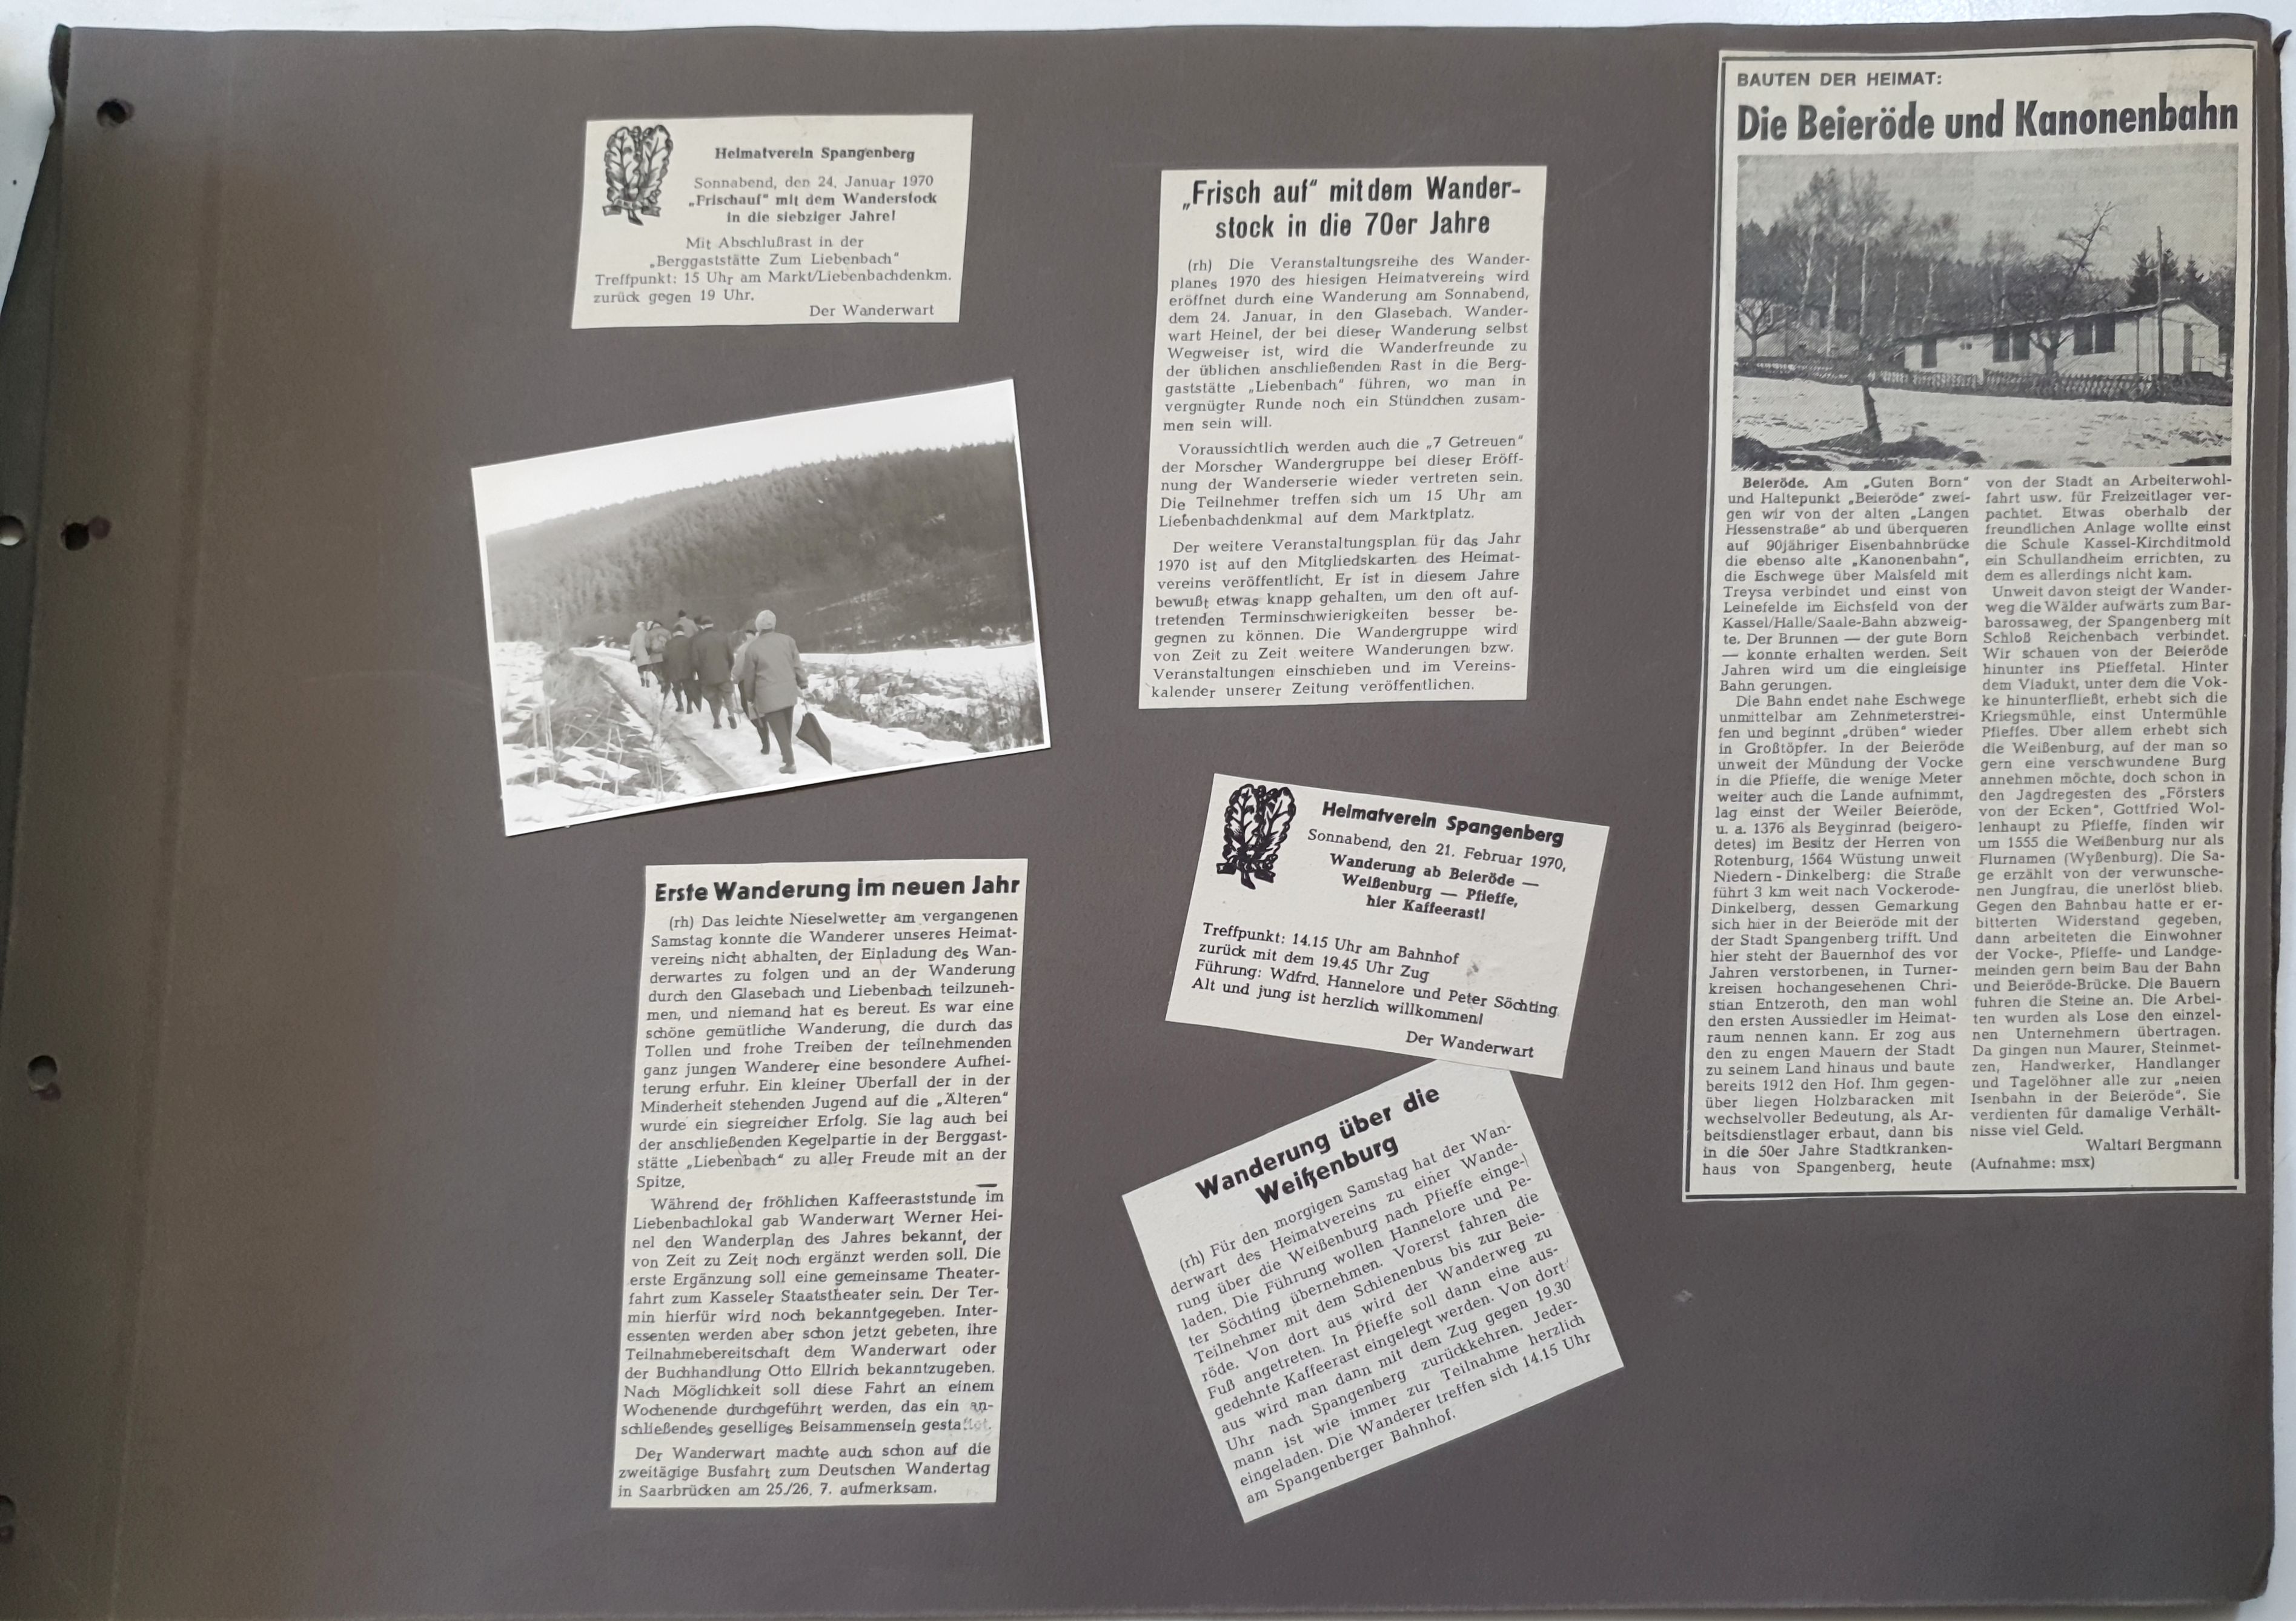 Heimatverein Spangenberg
Sonnabend, den 24. Januar 1970
„Frischauf“ mit dem Wanderstock
in die siebziger Jahre!
Mit Abschlußrast in der
„Berggaststätte Zum Liebenbach“
Treffpunkt: 15 Uhr am Markt/Liebenbachdenkm.
zurück gegen 19 Uhr.
Der Wanderwart
Erste Wanderung im neuen Jahr
(rh) Das leichte Nieselwetter am vergangenen
Samstag konnte die Wanderer unseres Heimat-
vereins nicht abhalten, der Einladung des Wan-
derwartes zu folgen und an der Wanderung
durch den Glasebach und Liebenbach teilzuneh-
men, und niemand hat es bereut. Es war eine
schöne gemütliche Wanderung, die durch das
Tollen und frohe Treiben der teilnehmenden
ganz jungen Wanderer eine besondere Aufhei-
terung erfuhr. Ein kleiner Überfall der in der
Minderheit stehenden Jugend auf die „Älteren“
wurde ein siegreicher Erfolg. Sie lag auch bei
der anschließenden Kegelpartie in der Berggast-
stätte „Liebenbach“ zu aller Freude mit an der
Spitze.
Während der fröhlichen Kaffeeraststunde im
Liebenbachlokal gab Wanderwart Werner Hei-
nel den Wanderplan des Jahres bekannt, der
von Zeit zu Zeit noch ergänzt werden soll. Die
erste Ergänzung soll eine gemeinsame Theater-
fahrt zum Kasseler Staatstheater sein. Der Ter-
min hierfür wird noch bekanntgegeben. Inter-
essenten werden aber schon jetzt gebeten, ihre
Teilnahmebereitschaft dem Wanderwart oder
der Buchhandlung Otto Ellrich bekanntzugeben.
Nach Möglichkeit soll diese Fahrt an einem
Wochenende durchgeführt werden, das ein an-
schließendes geselliges Beisammensein gestattet.
Der Wanderwart machte auch schon auf die
zweitägige Busfahrt zum Deutschen Wandertag
in Saarbrücken am 25./26. 7. aufmerksam.
„Frisch auf“ mit dem Wander-
stock in die 70er Jahre
(rh) Die Veranstaltungsreihe des Wander-
planes 1970 des hiesigen Heimatvereins wird
eröffnet durch eine Wanderung am Sonnabend,
dem 24. Januar, in den Glasebach. Wander-
wart Heinel, der bei dieser Wanderung selbst
Wegweiser ist, wird die Wanderfreunde zu
der üblichen anschließenden Rast in die Berg-
gaststätte „Liebenbach“ führen, wo man in
vergnügter Runde noch ein Stündchen zusam-
men sein will.
Voraussichtlich werden auch die „7 Getreuen“
der Morscher Wandergruppe bei dieser Eröff-
nung der Wanderserie wieder vertreten sein.
Die Teilnehmer treffen sich um 15 Uhr am
Liebenbachdenkmal auf dem Marktplatz.
Der weitere Veranstaltungsplan für das Jahr
1970 ist auf den Mitgliedskarten des Heimat-
vereins veröffentlicht. Er ist in diesem Jahre
bewußt etwas knapp gehalten, um den oft auf-
tretenden Terminschwierigkeiten besser be-
gegnen zu können. Die Wandergruppe wird
von Zeit zu Zeit weitere Wanderungen bzw.
Veranstaltungen einschieben und im Vereins-
kalender unserer Zeitung veröffentlichen.
Heimatverein Spangenberg
Sonnabend, den 21. Februar 1970,
Wanderung ab Beieröde —
Weißenburg — Pfieffe,
hier Kaffeerast!
Treffpunkt: 14.15 Uhr am Bahnhof
zurück mit dem 19.45 Uhr Zug
Führung: Wdfrd. Hannelore und Peter Söchting
Alt und jung ist herzlich willkommen!
Der Wanderwart
Wanderung über die
Weißenburg
(rh) Für den morgigen Samstag hat der Wan-
derwart des Heimatvereins zu einer Wande-
rung über die Weißenburg nach Pfieffe einge-
laden. Die Führung wollen Hannelore und Pe-
ter Söchting übernehmen. Vorerst fahren die
Teilnehmer mit dem Schienenbus bis zur Beie-
röde. Von dort aus wird der Wanderweg zu
Fuß angetreten. In Pfieffe soll dann eine aus-
gedehnte Kaffeerast eingelegt werden. Von dort
aus wird man dann mit dem Zug gegen 19.30
Uhr nach Spangenberg zurückkehren. Jeder-
mann ist wie immer zur Teilnahme herzlich
eingeladen. Die Wanderer treffen sich 14.15 Uhr
am Spangenberger Bahnhof.
BAUTEN DER HEIMAT:
Die Beieröde und Kanonenbahn
Beieröde. Am „Guten Born“
und Haltepunkt „Beieröde“ zwei-
gen wir von der alten „Langen
Hessenstraße“ ab und überqueren
auf 90jähriger Eisenbahnbrücke
die ebenso alte „Kanonenbahn“,
die Eschwege über Malsfeld mit
Treysa verbindet und einst von
Leinefelde im Eichsfeld von der
Kassel/Halle/Saale-Bahn abzweig-
te. Der Brunnen — der gute Born
— konnte erhalten werden. Seit
Jahren wird um die eingleisige
Bahn gerungen.
Die Bahn endet nahe Eschwege
unmittelbar am Zehnmeterstrei-
fen und beginnt „drüben“ wieder
in Großtöpfer. In der Beieröde
unweit der Mündung der Vocke
in die Pfieffe, die wenige Meter
weiter auch die Lande aufnimmt,
lag einst der Weiler Beieröde,
u. a. 1376 als Beyginrad (beigero-
detes) im Besitz der Herren von
Rotenburg, 1564 Wüstung unweit
Niedern-Dinkelberg: die Straße
führt 3 km weit nach Vockerode-
Dinkelberg, dessen Gemarkung
sich hier in der Beieröde mit der
der Stadt Spangenberg trifft. Und
hier steht der Bauernhof des vor
Jahren verstorbenen, in Turner-
kreisen hochangesehenen Chri-
stian Entzeroth, den man wohl
den ersten Aussiedler im Heimat-
raum nennen kann. Er zog aus
den zu engen Mauern der Stadt
zu seinem Land hinaus und baute
bereits 1912 den Hof. Ihm gegen-
über liegen Holzbaracken mit
wechselvoller Bedeutung, als Ar-
beitsdienstlager erbaut, dann bis
in die 50er Jahre Stadtkranken-
haus von Spangenberg, heute
von der Stadt an Arbeiterwohl-
fahrt usw. für Freizeitlager ver-
pachtet. Etwas oberhalb der
freundlichen Anlage wollte einst
die Schule Kassel-Kirchditmold
ein Schullandheim errichten, zu
dem es allerdings nicht kam.
Unweit davon steigt der Wander-
weg die Wälder aufwärts zum Bar-
barossaweg, der Spangenberg mit
Schloß Reichenbach verbindet.
Wir schauen von der Beieröde
hinunter ins Pfieffetal. Hinter
dem Viadukt, unter dem die Vok-
ke hinunterfließt, erhebt sich die
Kriegsmühle, einst Untermühle
Pfieffes. Über allem erhebt sich
die Weißenburg, auf der man so
gern eine verschwundene Burg
annehmen möchte, doch schon in
den Jagdregesten des „Försters
von der Ecken“, Gottfried Wol-
lenhaupt zu Pfieffe, finden wir
um 1555 die Weißenburg nur als
Flurnamen (Wyßenburg). Die Sa-
ge erzählt von der verwunsche-
nen Jungfrau, die unerlöst blieb.
Gegen den Bahnbau hatte er er-
bitterten Widerstand gegeben,
dann arbeiteten die Einwohner
der Vocke-, Pfieffe- und Landge-
meinden gern beim Bau der Bahn
und Beieröde-Brücke. Die Bauern
fuhren die Steine an. Die Arbei-
ten wurden als Lose den einzel-
nen Unternehmern übertragen.
Da gingen nun Maurer, Steinmet-
zen, Handwerker, Handlanger
und Tagelöhner alle zur „neien
Isenbahn in der Beieröde“. Sie
verdienten für damalige Verhält-
nisse viel Geld.
Waltari Bergmann
(Aufnahme: msx)